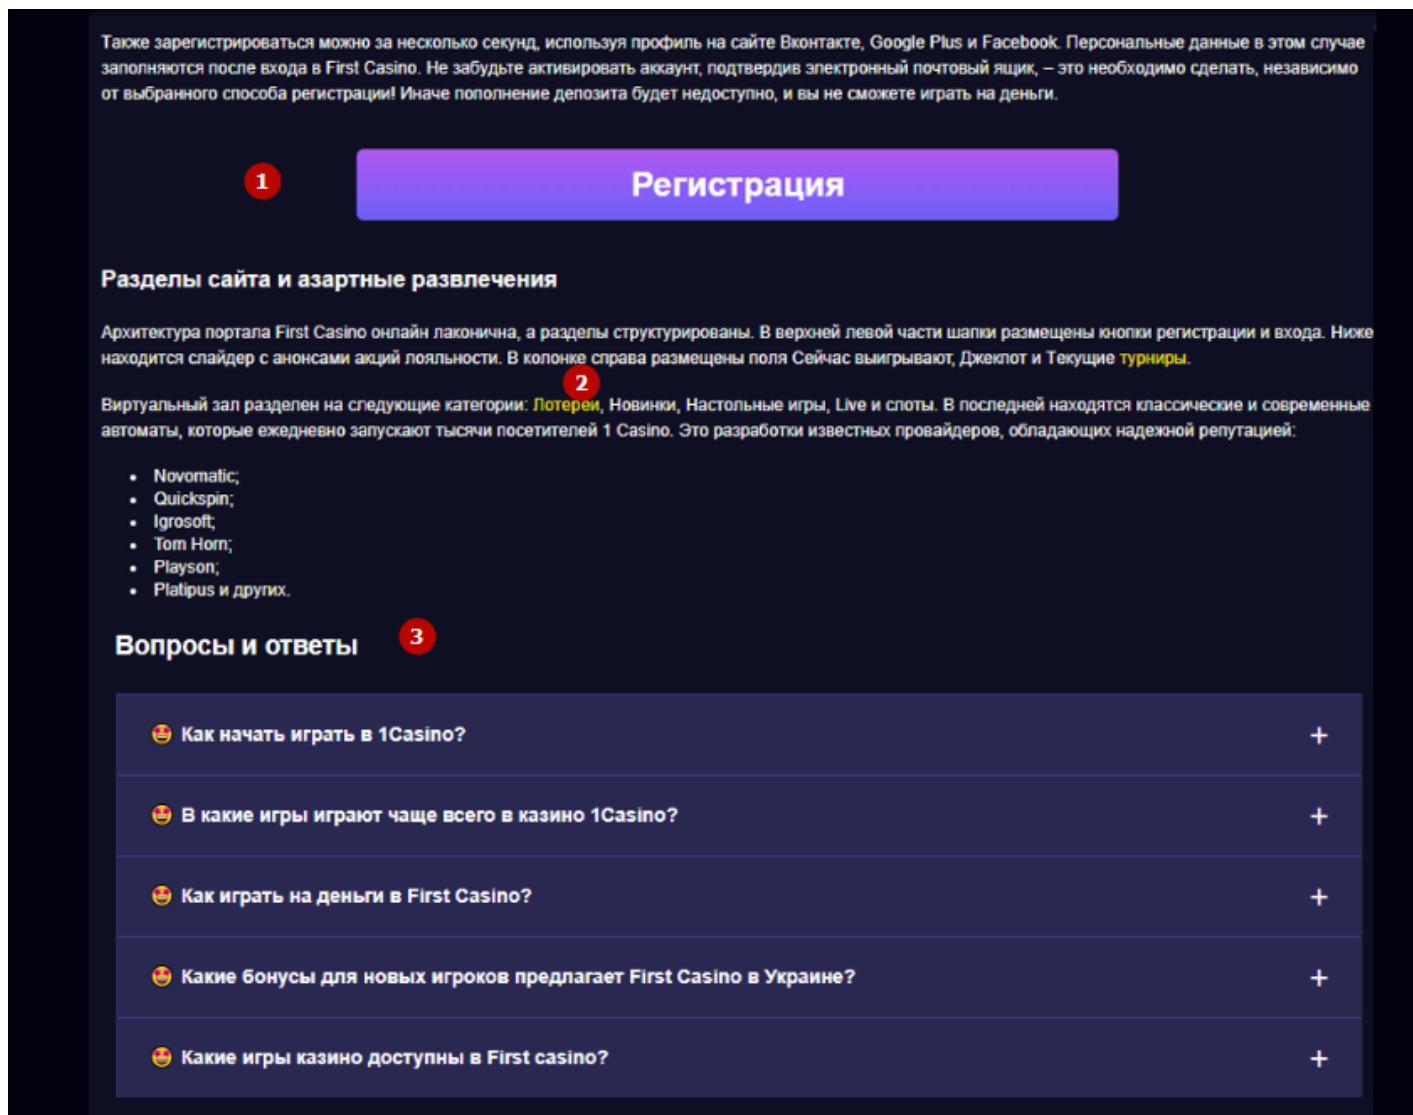 Также зарегистрироваться можно за несколько секунд, используя профиль на сайте Вконтакте, Google Plus и Facebook. Персональные данные в этом случае
заполняются после входа в First Casino. Не забудьте активировать аккаунт, подтвердив электронный почтовый ящик, – это необходимо сделать, независимо
от выбранного способа регистрации! Иначе пополнение депозита будет недоступно, и вы не сможете играть на деньги.
1
Регистрация
Разделы сайта и азартные развлечения
Архитектура портала First Casino онлайн лаконична, а разделы структурированы. В верхней левой части шапки размещены кнопки регистрации и входа. Ниже
находится слайдер с анонсами акций лояльности. В колонке справа размещены поля Сейчас выигрывают, Джекпот и Текущие турниры.
2
Виртуальный зал разделен на следующие категории: Лотереи, Новинки, Настольные игры, Live и слоты. В последней находятся классические и современные
автоматы, которые ежедневно запускают тысячи посетителей 1 Casino. Это разработки известных провайдеров, обладающих надежной репутацией:
• Novomatic;
• Quickspin;
• Igrosoft;
• Tom Horn;
• Playson;
• Platipus и других.
Вопросы и ответы 3
🤩 Как начать играть в 1Casino? +
🤩 В какие игры играют чаще всего в казино 1Casino? +
🤩 Как играть на деньги в First Casino? +
🤩 Какие бонусы для новых игроков предлагает First Casino в Украине? +
🤩 Какие игры казино доступны в First casino? +